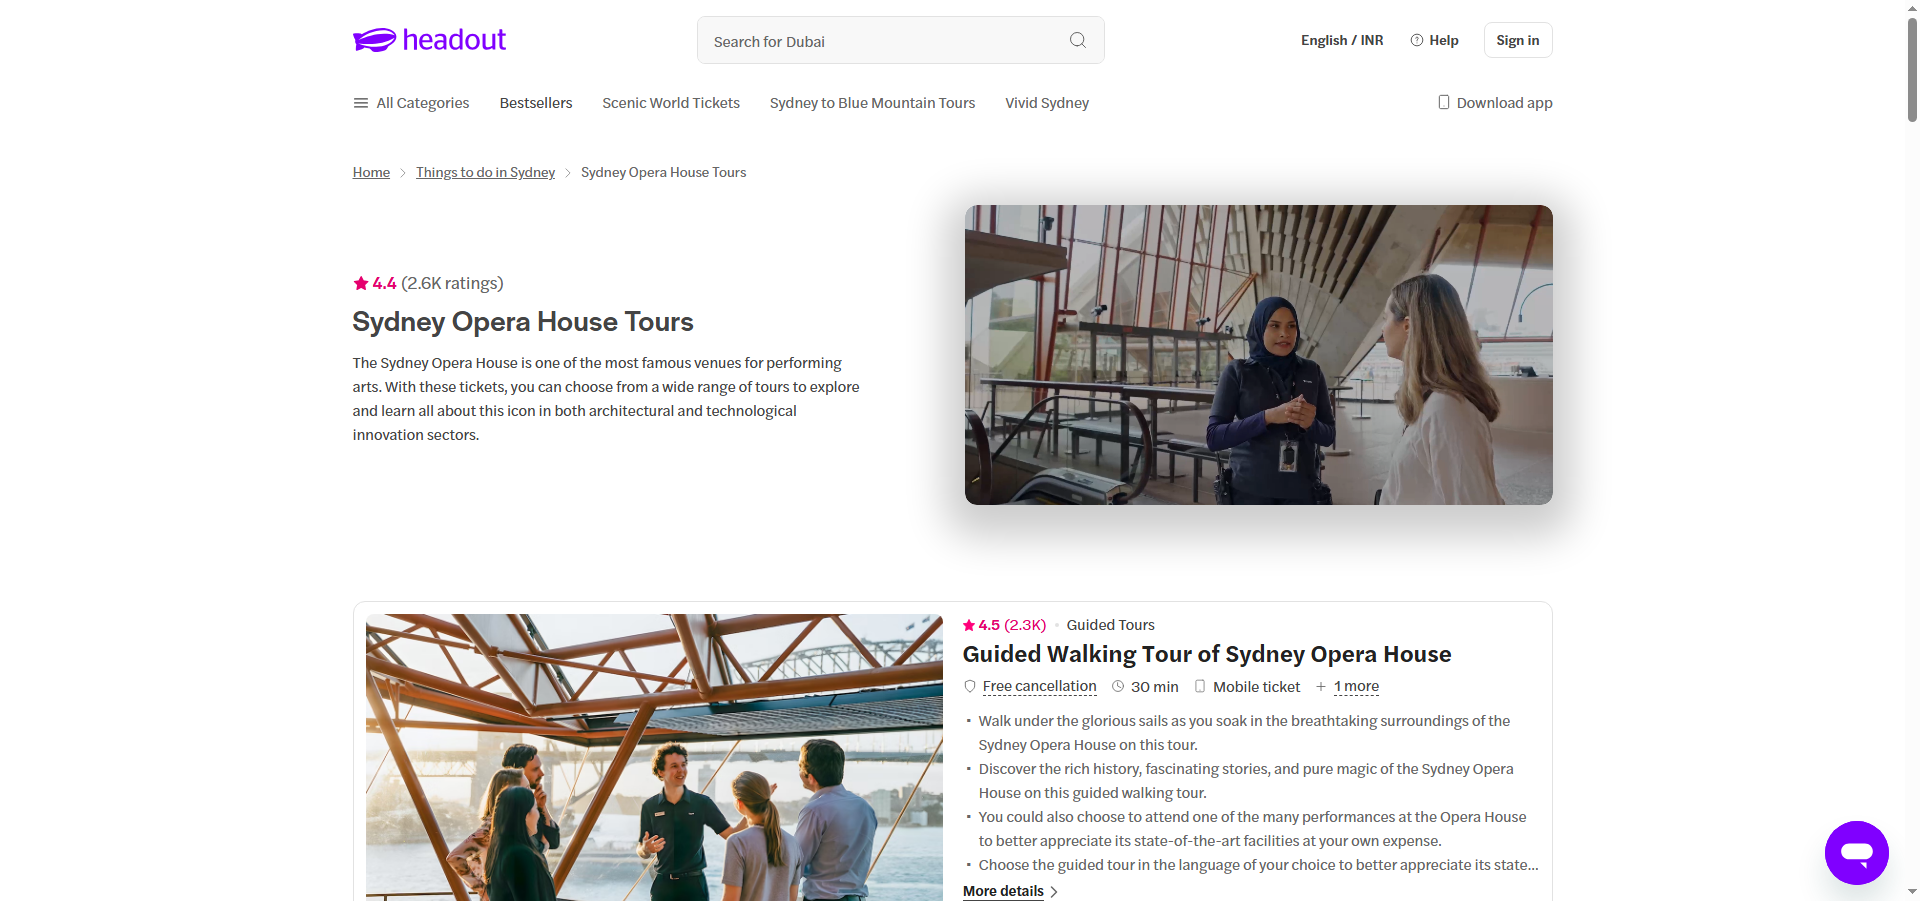 headout
Search for Dubai
English / INR
Help
Sign in
All Categories
Bestsellers
Scenic World Tickets
Sydney to Blue Mountain Tours
Vivid Sydney
Download app
Home
Things to do in Sydney
Sydney Opera House Tours
4.4 (2.6K ratings)
Sydney Opera House Tours
The Sydney Opera House is one of the most famous venues for performing
arts. With these tickets, you can choose from a wide range of tours to explore
and learn all about this icon in both architectural and technological
innovation sectors.
4.5 (2.3K) • Guided Tours
Guided Walking Tour of Sydney Opera House
Free cancellation
30 min
Mobile ticket
+ 1 more
• Walk under the glorious sails as you soak in the breathtaking surroundings of the
Sydney Opera House on this tour.
• Discover the rich history, fascinating stories, and pure magic of the Sydney Opera
House on this guided walking tour.
• You could also choose to attend one of the many performances at the Opera House
to better appreciate its state-of-the-art facilities at your own expense.
• Choose the guided tour in the language of your choice to better appreciate its state...
More details